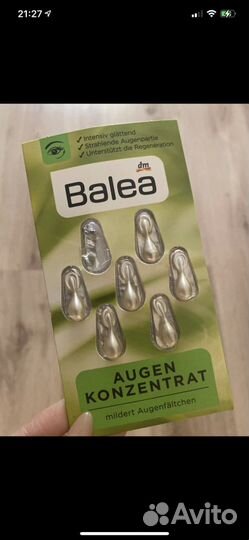 21:27
✓ Intensiv glättend
✓ Strahlende Augenpartie
✓ Unterstützt die Regeneration
dm
Balea
AUGEN
KONZENTRAT
mildert Augenfältchen
Avito